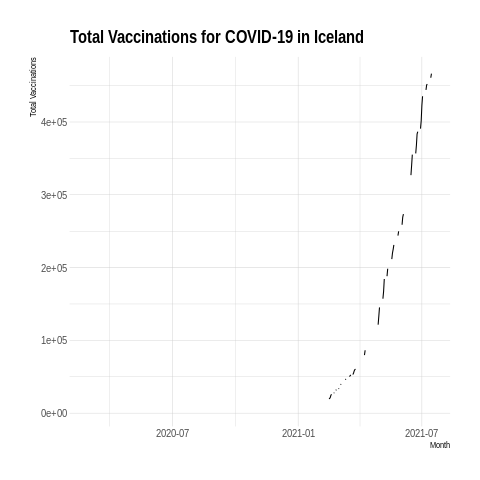 Total Vaccinations for COVID-19 in Iceland
Total Vaccinations
4e+05
3e+05
2e+05
1e+05
0e+00
2020-07
2021-01
2021-07
Month